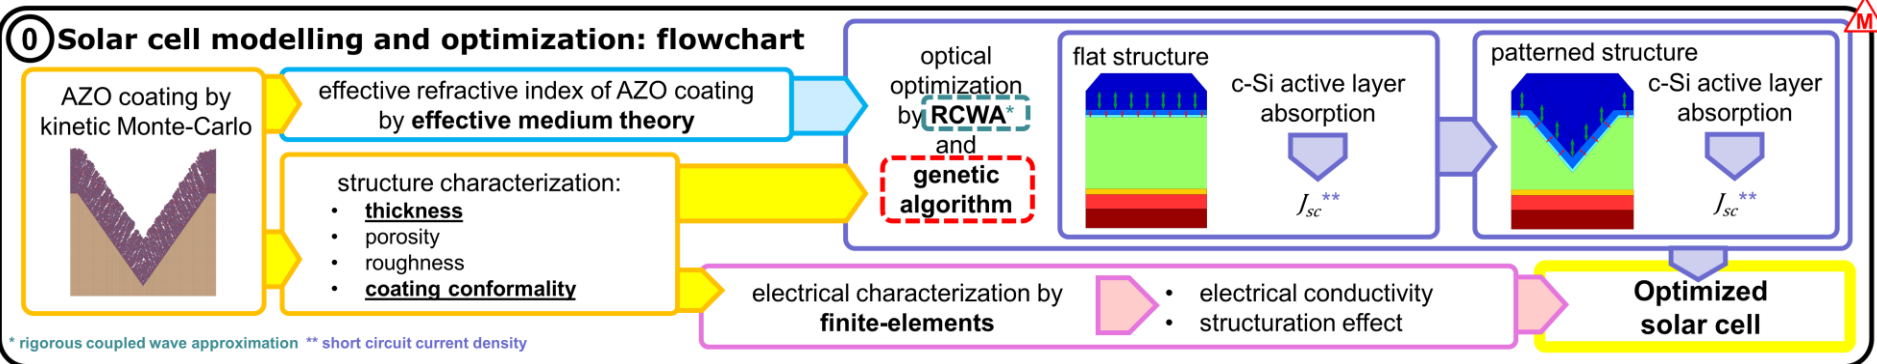 0 Solar cell modelling and optimization: flowchart
M
AZO coating by
kinetic Monte-Carlo
effective refractive index of AZO coating
by effective medium theory
structure characterization:
• thickness
• porosity
• roughness
• coating conformality
optical
optimization
by RCWA*
and
genetic
algorithm
flat structure
c-Si active layer
absorption
Jsc**
patterned structure
c-Si active layer
absorption
Jsc**
electrical characterization by
finite-elements
• electrical conductivity
• structuration effect
Optimized
solar cell
* rigorous coupled wave approximation ** short circuit current density